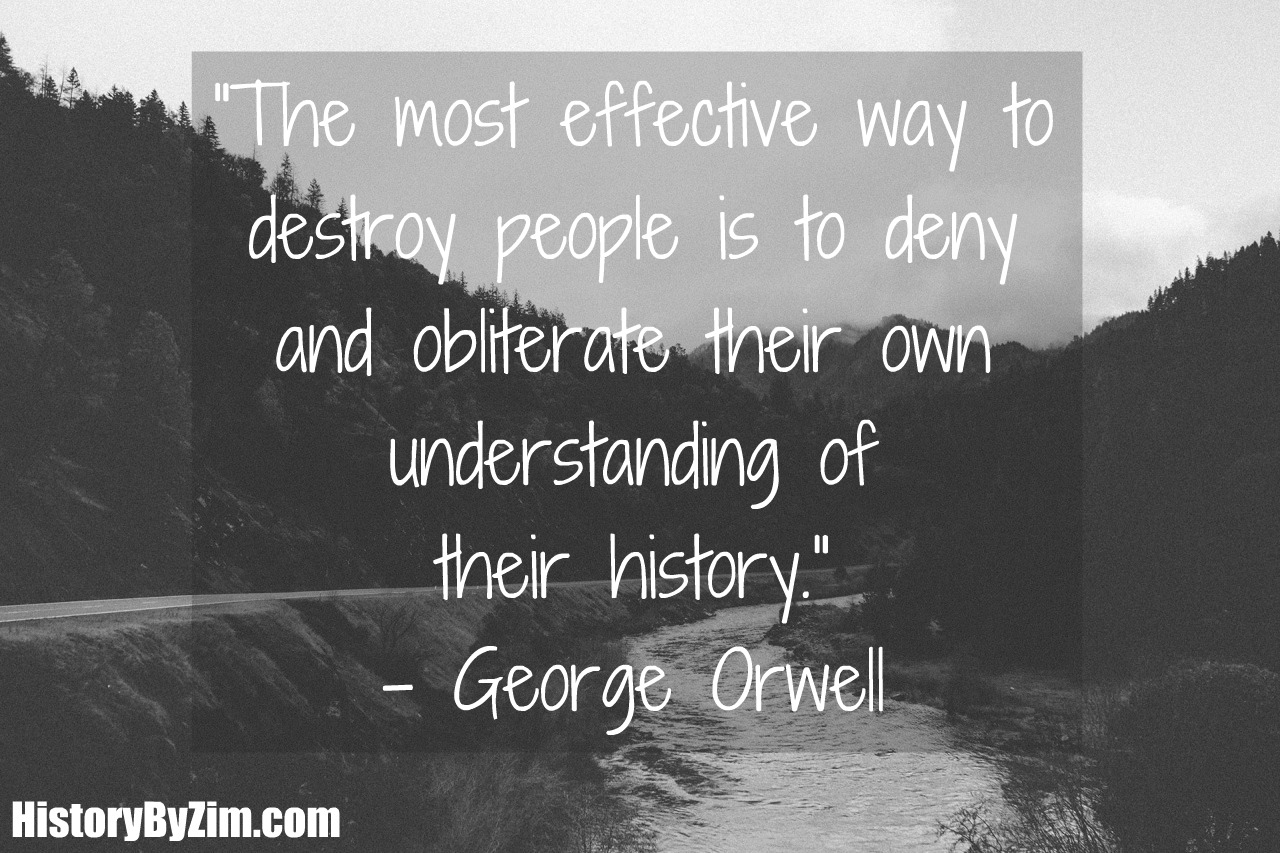 "The most effective way to
destroy people is to deny
and obliterate their own
understanding of
their history."
- George Orwell
HistoryByZim.com